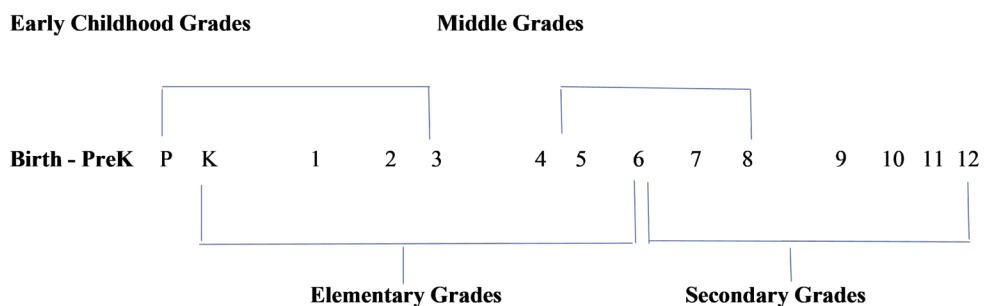 Early Childhood Grades Middle Grades
Birth - PreK P K 1 2 3 4 5 6 7 8 9 10 11 12
Elementary Grades Secondary Grades